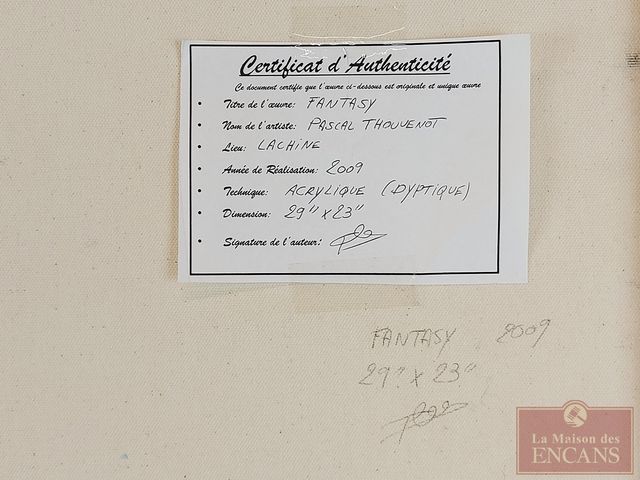 Certificat d'Authenticité
Ce document certifie que l'œuvre ci-dessous est originale et unique œuvre
• Titre de l'œuvre: FANTASY
• Nom de l'artiste: PASCAL THOUVENOT
• Lieu: LACHINE
• Année de Réalisation: 2009
• Technique: ACRYLIQUE (DYPTIQUE)
• Dimension: 29" x 23"
• Signature de l'auteur:
FANTASY 2009
29" x 23"
La Maison des
ENCANS